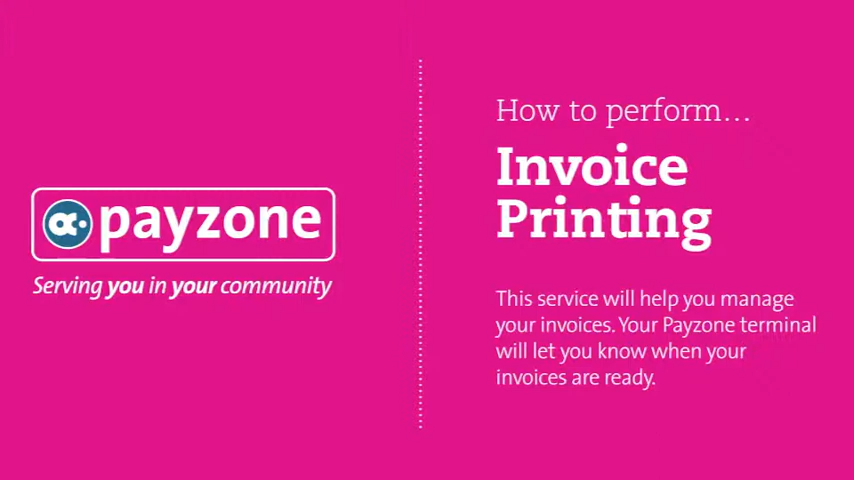 payzone
Serving you in your community
How to perform...
Invoice
Printing
This service will help you manage
your invoices. Your Payzone terminal
will let you know when your
invoices are ready.